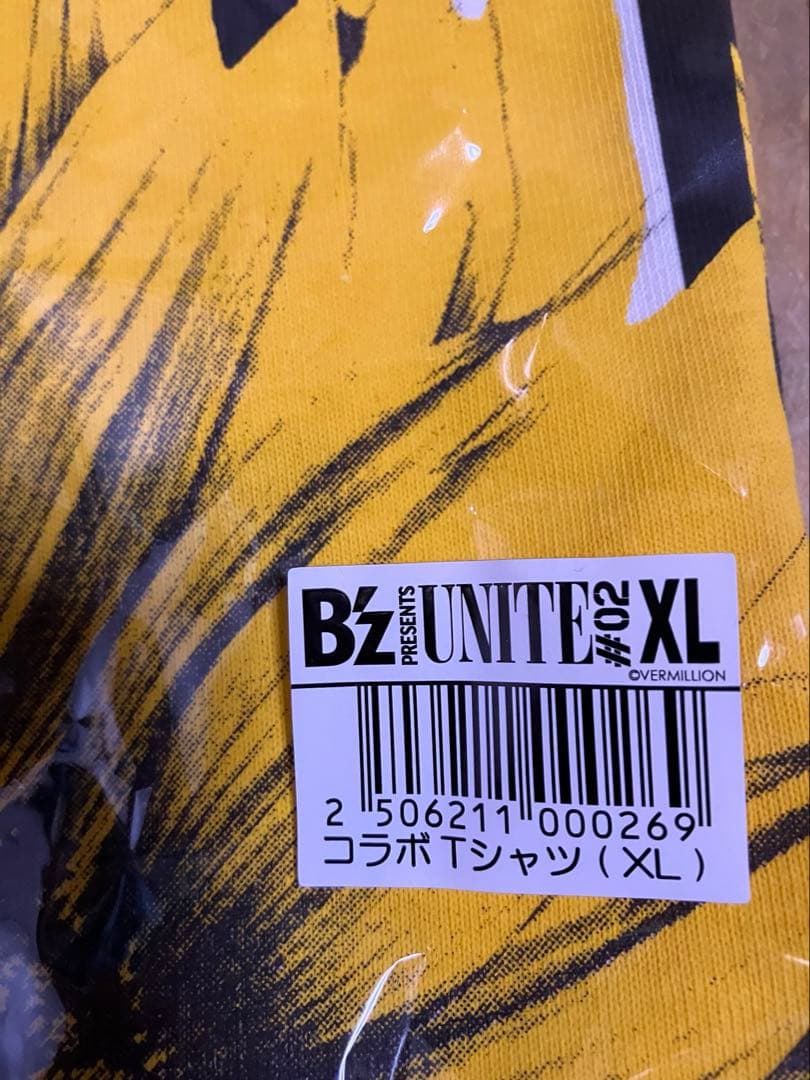 B'z PRESENTS UNITE #02 XL
©VERMILLION
2 506211 000269
コラボTシャツ(XL)